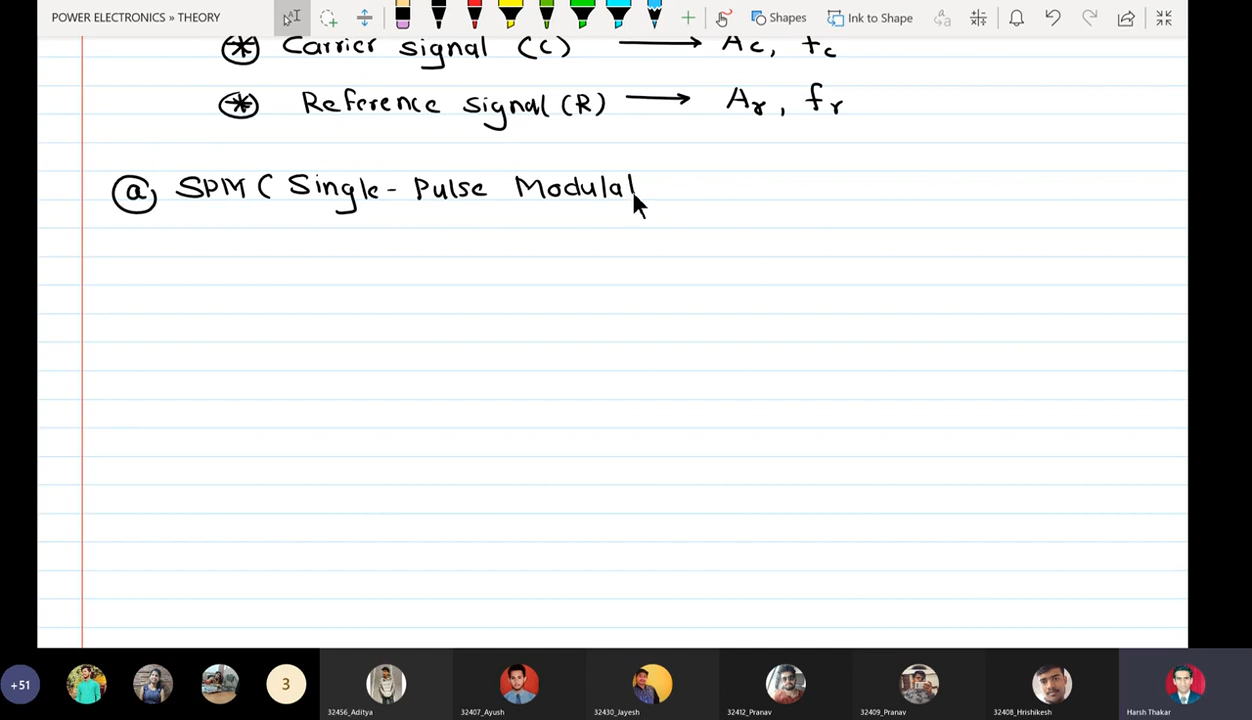 POWER ELECTRONICS » THEORY
Shapes
Ink to Shape
Carrier signal (C) → Ac, fc
Reference signal (R) → Ar, fr
a SPM ( Single - Pulse Modulal
+51
3
32456_Aditya
32407_Ayush
32430_Jayesh
32412_Pranav
32409_Pranav
32408_Hrishikesh
Harsh Thakar